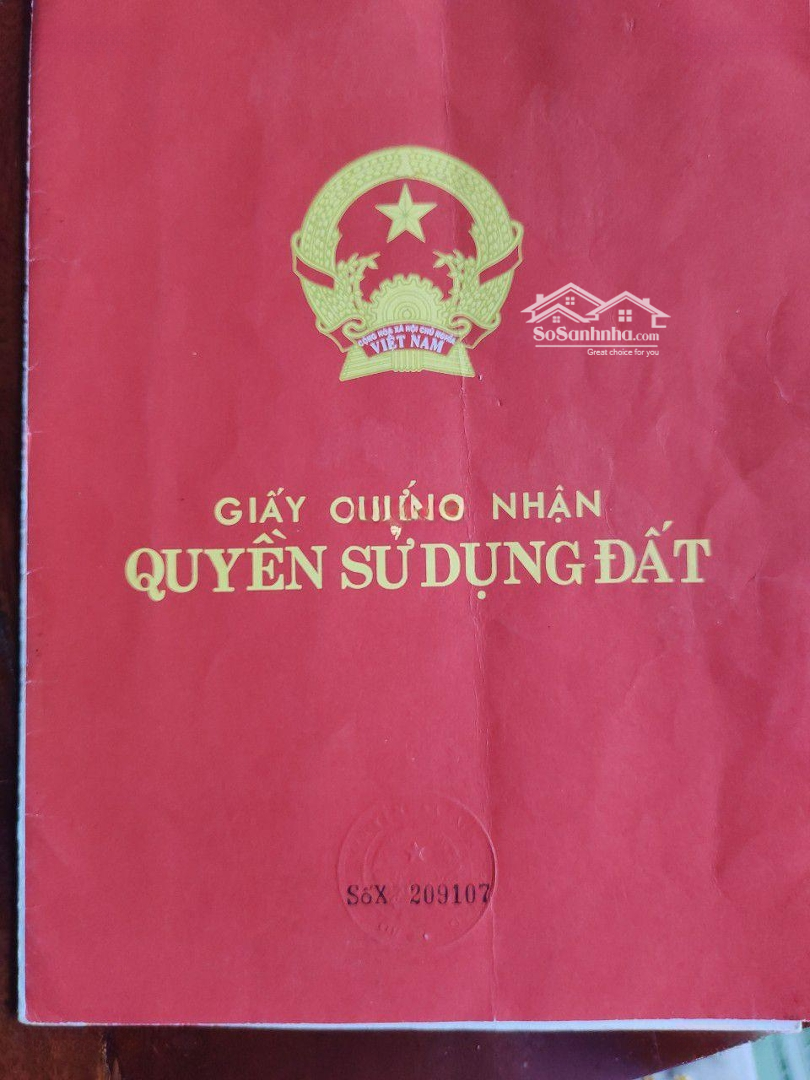 CỘNG HÒA XÃ HỘI CHỦ NGHĨA
VIỆT NAM
SoSanhnha.com
Great choice for you
GIẤY CHỨNG NHẬN
QUYỀN SỬ DỤNG ĐẤT
SốX 209107